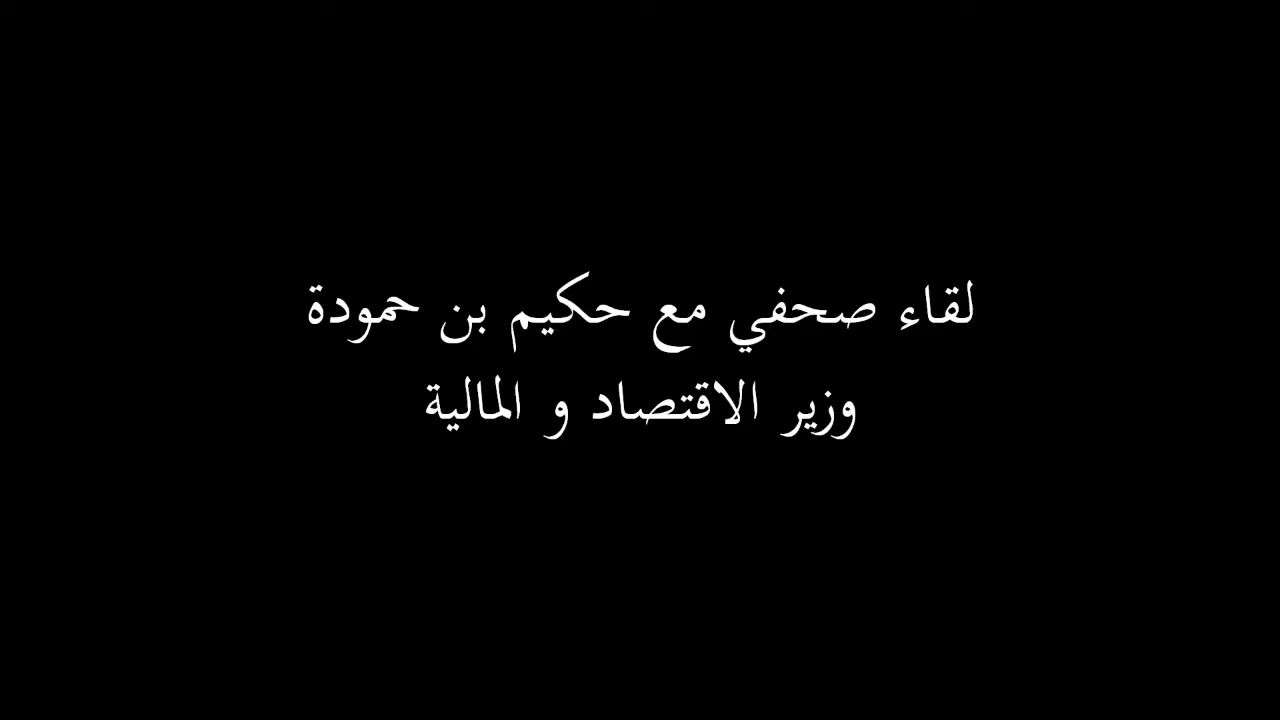 لقاء صحفي مع حكيم بن حمودة
وزير الاقتصاد و المالية